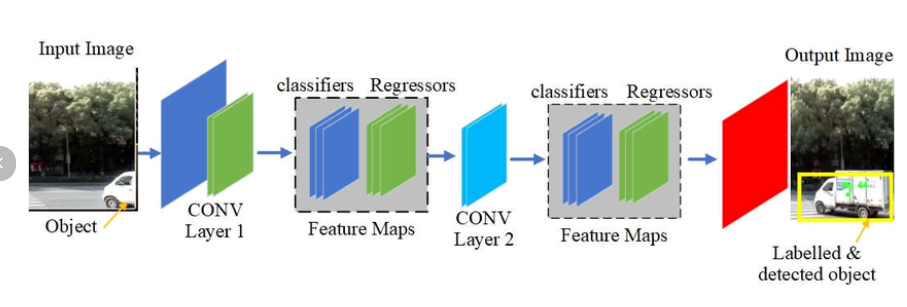 Input Image
Output Image
classifiers Regressors
classifiers Regressors
CONV
Layer 1
Feature Maps
CONV
Layer 2
Feature Maps
Object
Labelled &
detected object